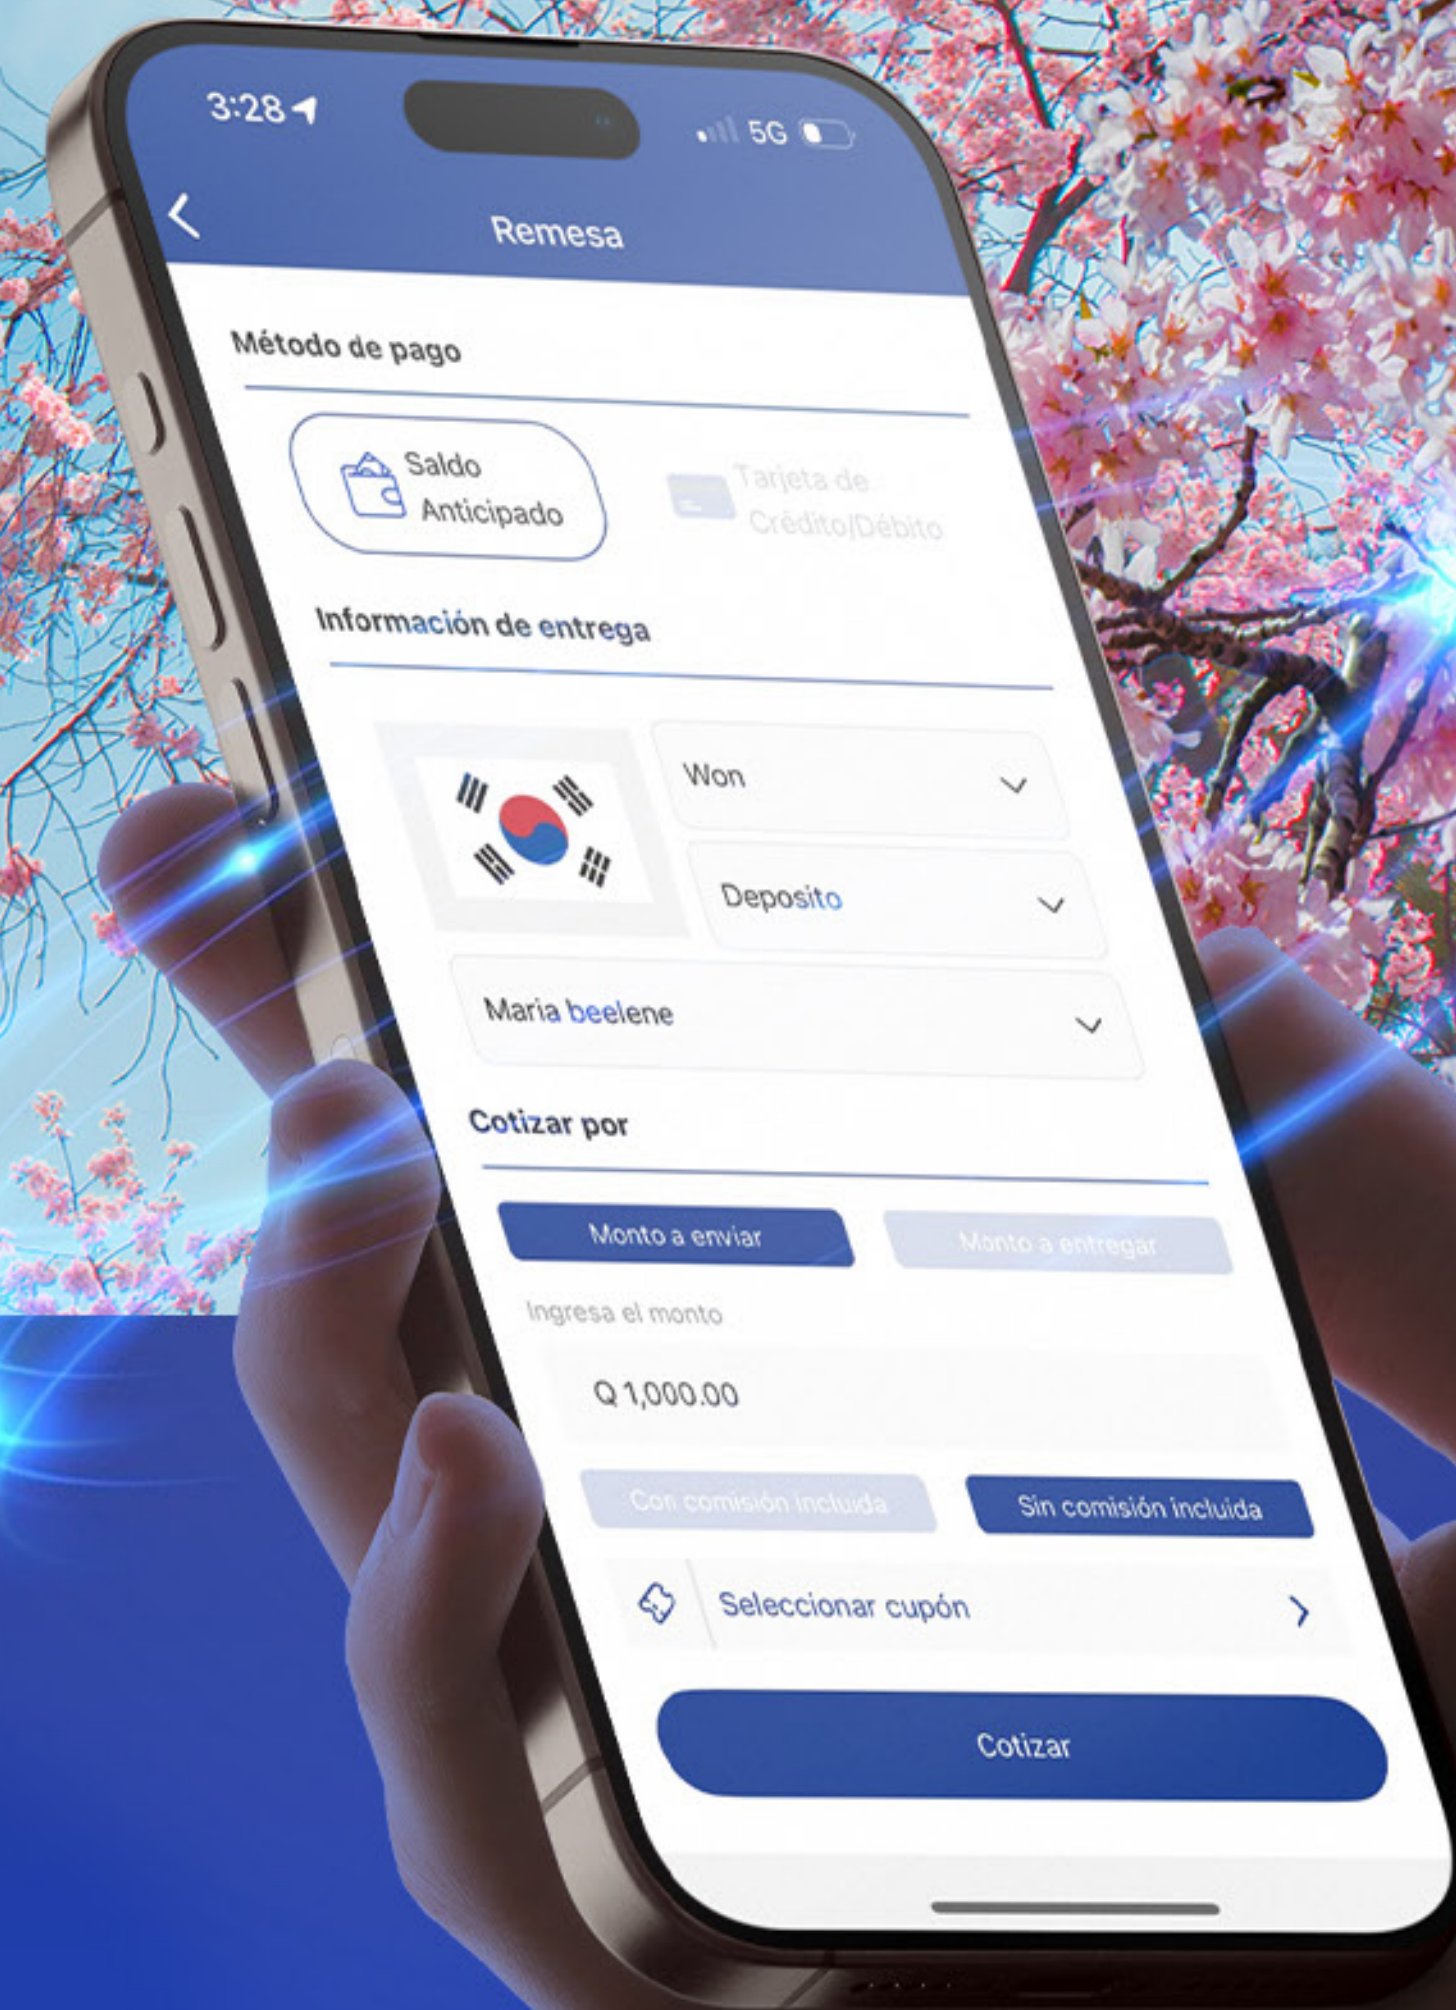 3:28
5G
Remesa
Método de pago
Saldo
Anticipado
Tarjeta de
Crédito/Débito
Información de entrega
Won
Deposito
Maria beelene
Cotizar por
Monto a enviar
Monto a entregar
Ingresa el monto
Q 1,000.00
Con comisión incluida
Sin comisión incluida
Seleccionar cupón
Cotizar